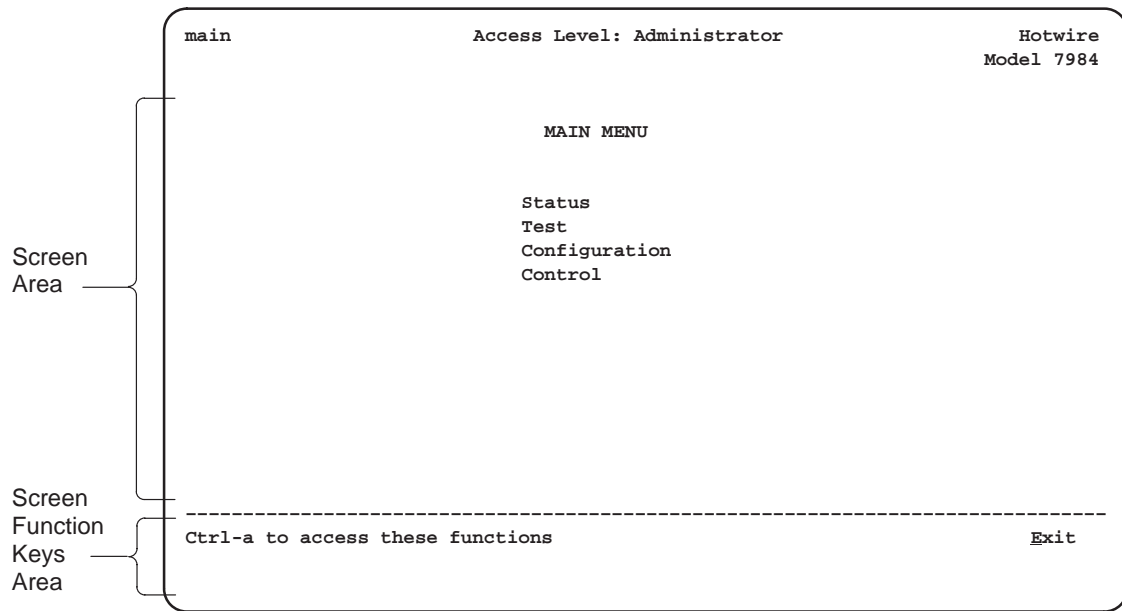 main Access Level: Administrator Hotwire
Model 7984
MAIN MENU
Status
Test
Configuration
Control
Screen
Area
Screen
Function
Keys
Area
Ctrl-a to access these functions Exit